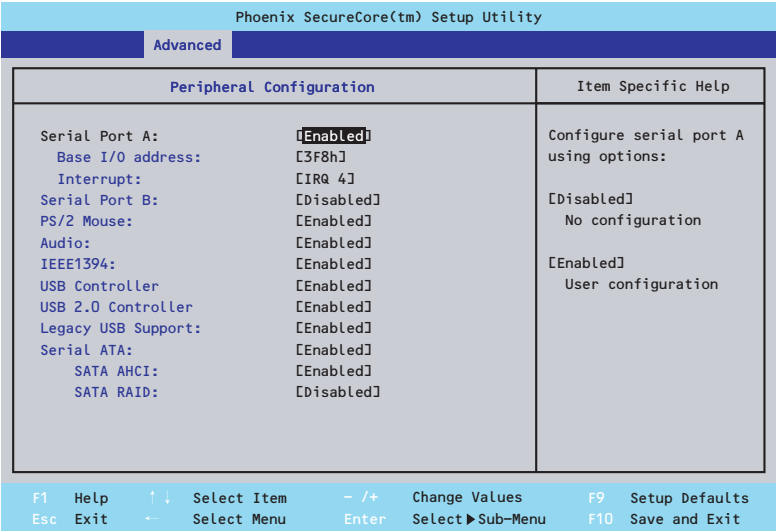 Phoenix SecureCore(tm) Setup Utility
Advanced
Peripheral Configuration
Item Specific Help
Serial Port A: [Enabled]
Base I/O address: [3F8h]
Interrupt: [IRQ 4]
Serial Port B: [Disabled]
PS/2 Mouse: [Enabled]
Audio: [Enabled]
IEEE1394: [Enabled]
USB Controller [Enabled]
USB 2.0 Controller [Enabled]
Legacy USB Support: [Enabled]
Serial ATA: [Enabled]
SATA AHCI: [Enabled]
SATA RAID: [Disabled]
Configure serial port A
using options:
[Disabled]
No configuration
[Enabled]
User configuration
F1 Help ↑↓ Select Item - /+ Change Values F9 Setup Defaults
Esc Exit ← Select Menu Enter Select▶Sub-Menu F10 Save and Exit